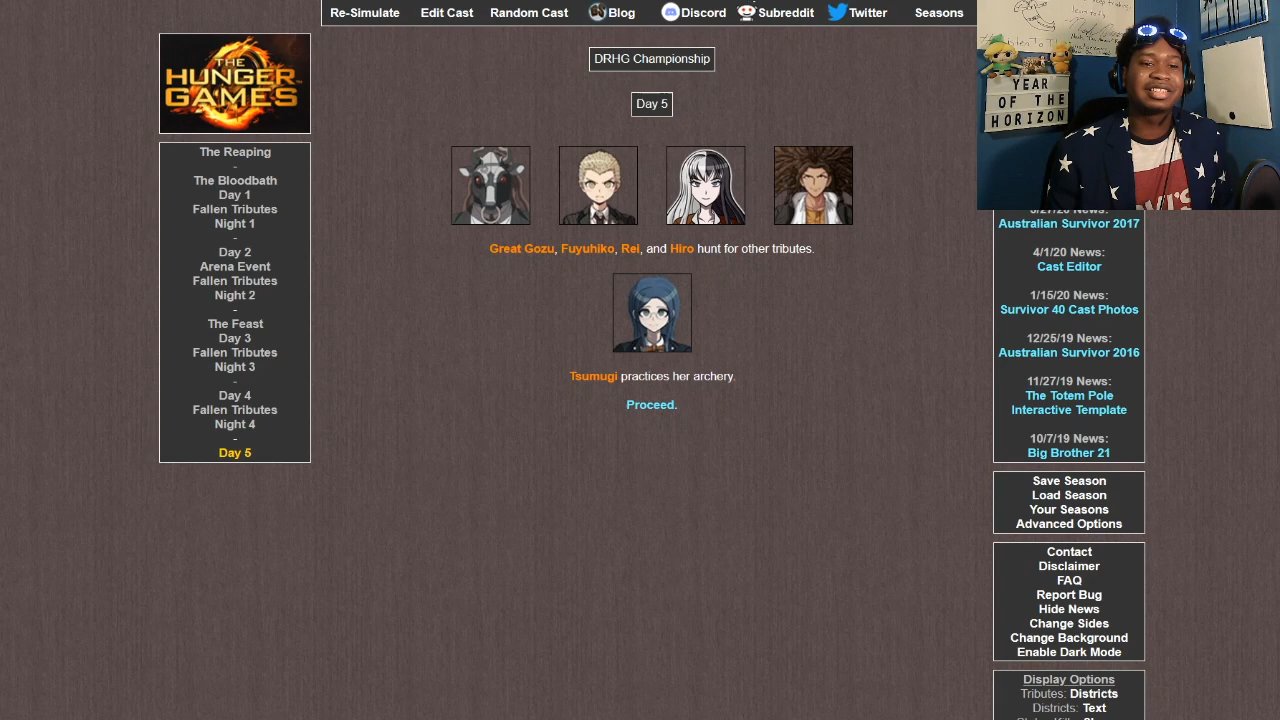 Re-Simulate Edit Cast Random Cast Blog Discord Subreddit Twitter Seasons
THE
HUNGER
GAMES
DRHG Championship
Day 5
The Reaping
-
The Bloodbath
Day 1
Fallen Tributes
Night 1
-
Day 2
Arena Event
Fallen Tributes
Night 2
-
The Feast
Day 3
Fallen Tributes
Night 3
-
Day 4
Fallen Tributes
Night 4
-
Day 5
Great Gozu, Fuyuhiko, Rei, and Hiro hunt for other tributes.
Tsumugi practices her archery.
Proceed.
YEAR
OF THE
HORIZON
Australian Survivor 2017
4/1/20 News:
Cast Editor
1/15/20 News:
Survivor 40 Cast Photos
12/25/19 News:
Australian Survivor 2016
11/27/19 News:
The Totem Pole
Interactive Template
10/7/19 News:
Big Brother 21
Save Season
Load Season
Your Seasons
Advanced Options
Contact
Disclaimer
FAQ
Report Bug
Hide News
Change Sides
Change Background
Enable Dark Mode
Display Options
Tributes: Districts
Districts: Text